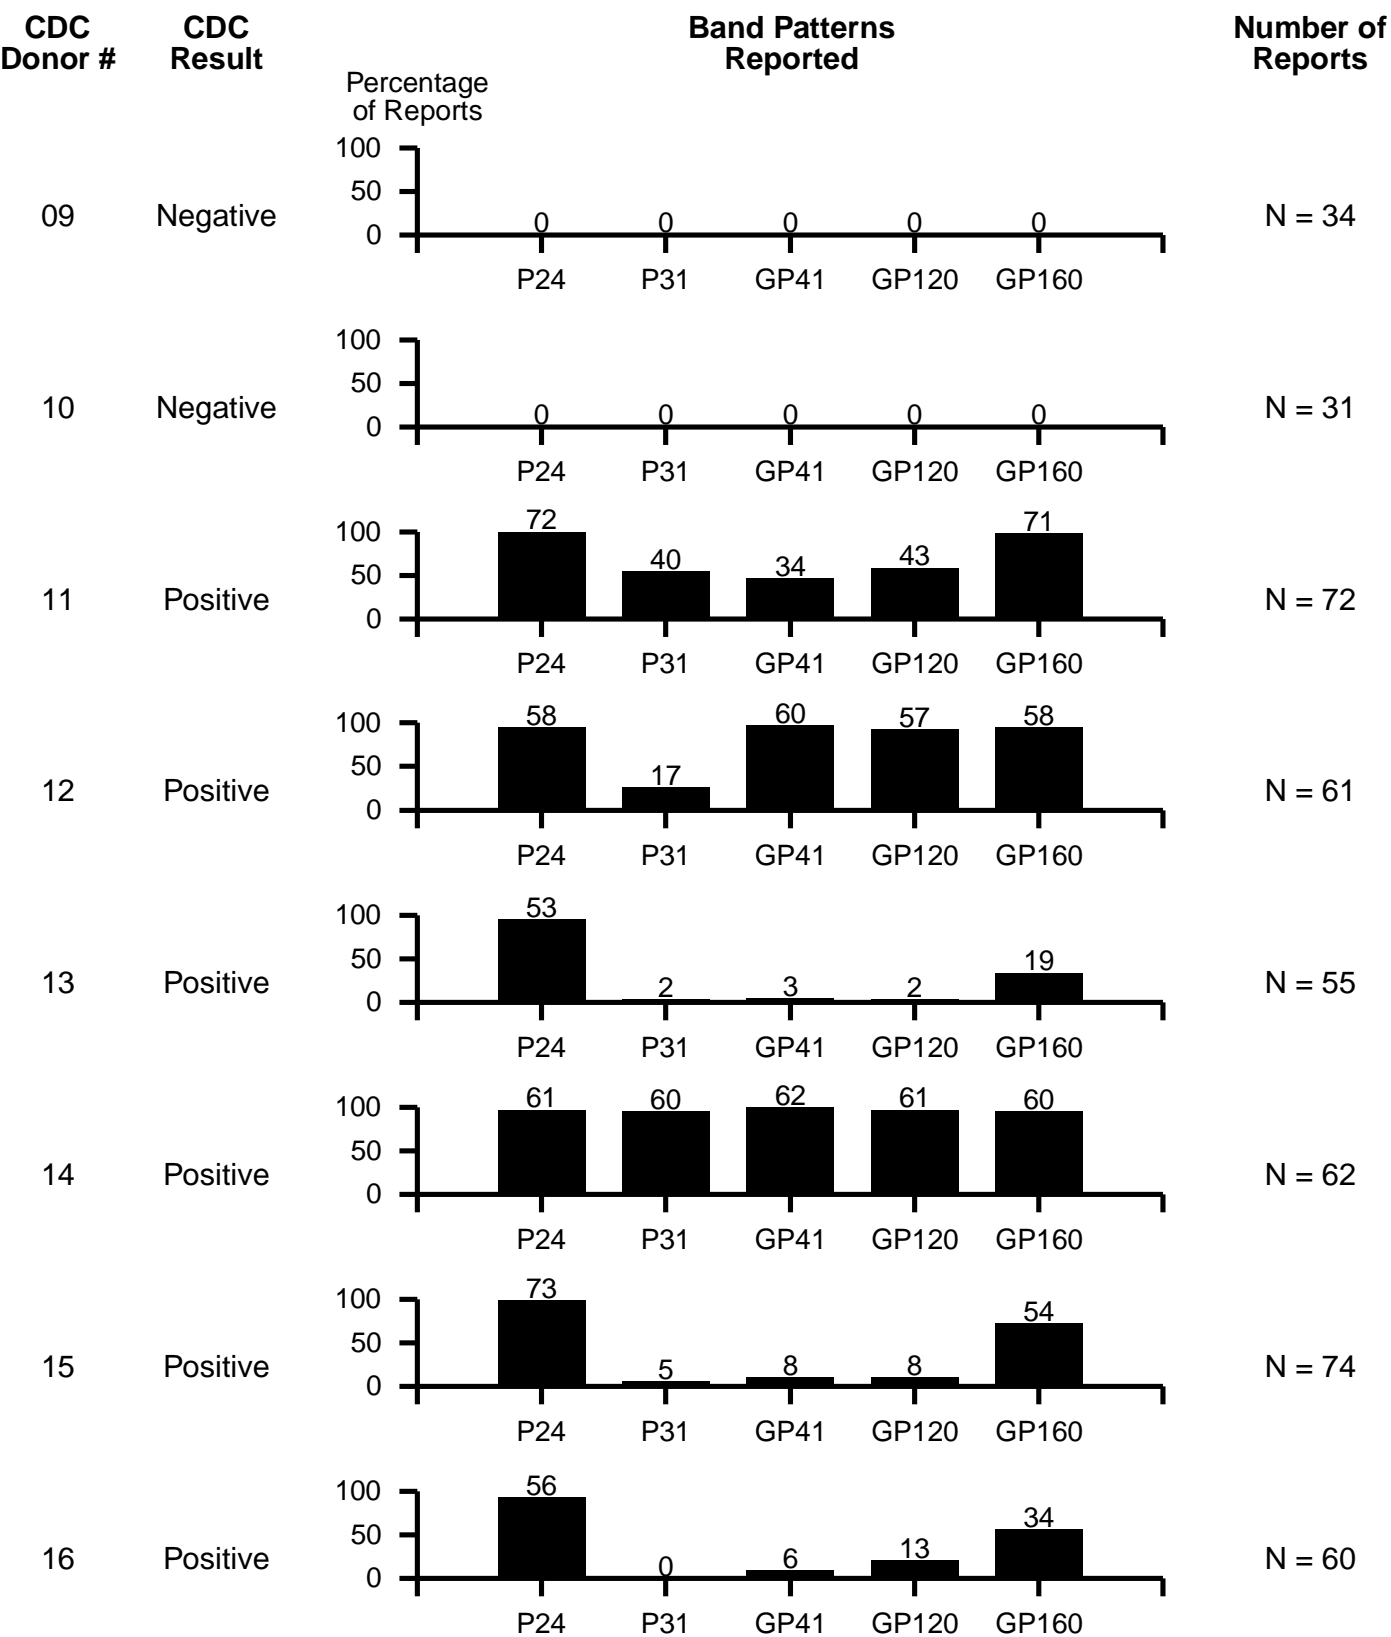 CDC CDC Band Patterns Number of
Donor # Result Reported Reports
Percentage
of Reports
100
50
0
09 Negative 0 0 0 0 0 N = 34
P24 P31 GP41 GP120 GP160
100
50
0
10 Negative 0 0 0 0 0 N = 31
P24 P31 GP41 GP120 GP160
100
50
0
72 40 34 43 71
11 Positive N = 72
P24 P31 GP41 GP120 GP160
100
50
0
58 17 60 57 58
12 Positive N = 61
P24 P31 GP41 GP120 GP160
100
50
0
53 2 3 2 19
13 Positive N = 55
P24 P31 GP41 GP120 GP160
100
50
0
61 60 62 61 60
14 Positive N = 62
P24 P31 GP41 GP120 GP160
100
50
0
73 5 8 8 54
15 Positive N = 74
P24 P31 GP41 GP120 GP160
100
50
0
56 0 6 13 34
16 Positive N = 60
P24 P31 GP41 GP120 GP160